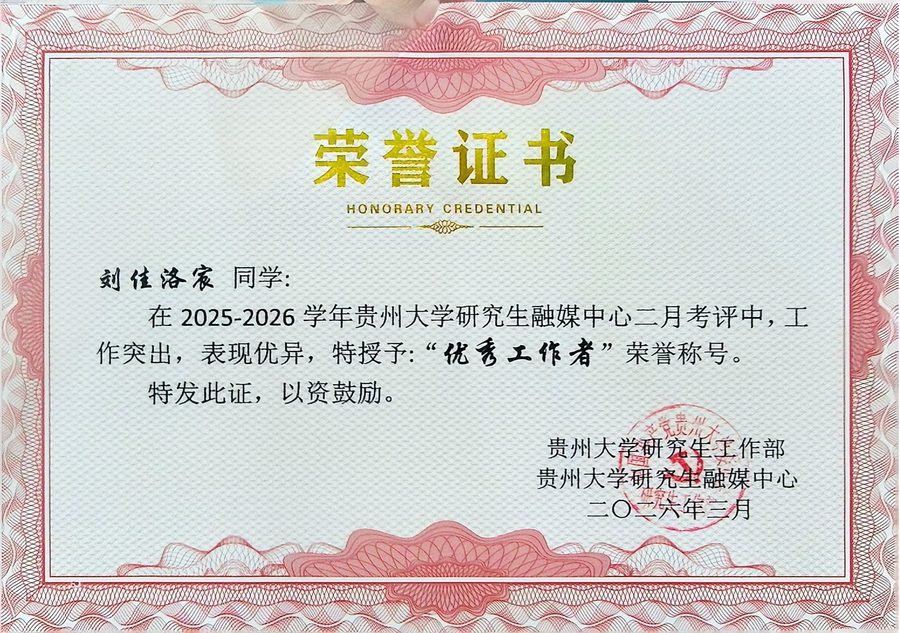 荣誉证书
HONORARY CREDENTIAL
刘佳洛宸 同学:
在 2025-2026 学年贵州大学研究生融媒中心二月考评中，工
作突出，表现优异，特授予：“优秀工作者”荣誉称号。
特发此证，以资鼓励。
贵州大学研究生工作部
贵州大学研究生融媒中心
二〇二六年三月